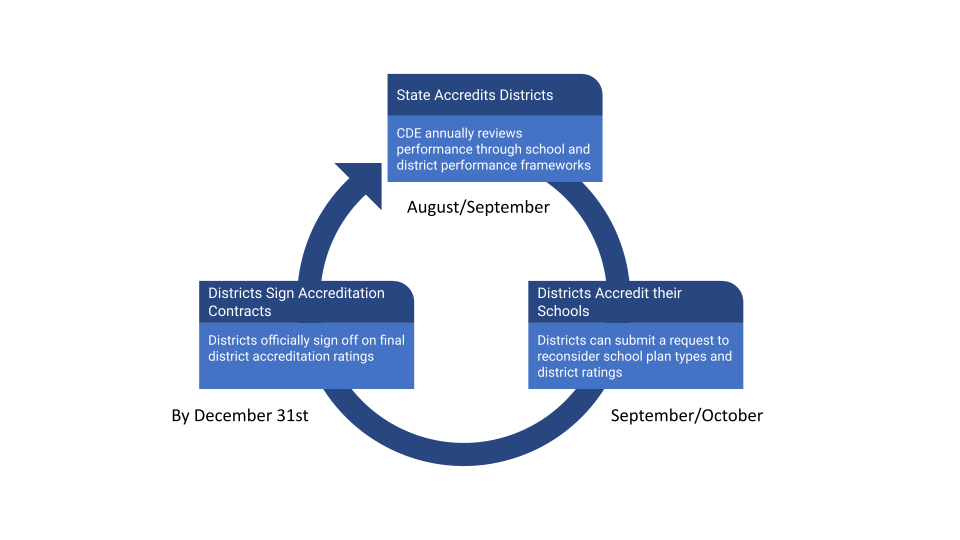 State Accredits Districts
CDE annually reviews
performance through school and
district performance frameworks
August/September
Districts Sign Accreditation
Contracts
Districts officially sign off on final
district accreditation ratings
By December 31st
Districts Accredit their
Schools
Districts can submit a request to
reconsider school plan types and
district ratings
September/October